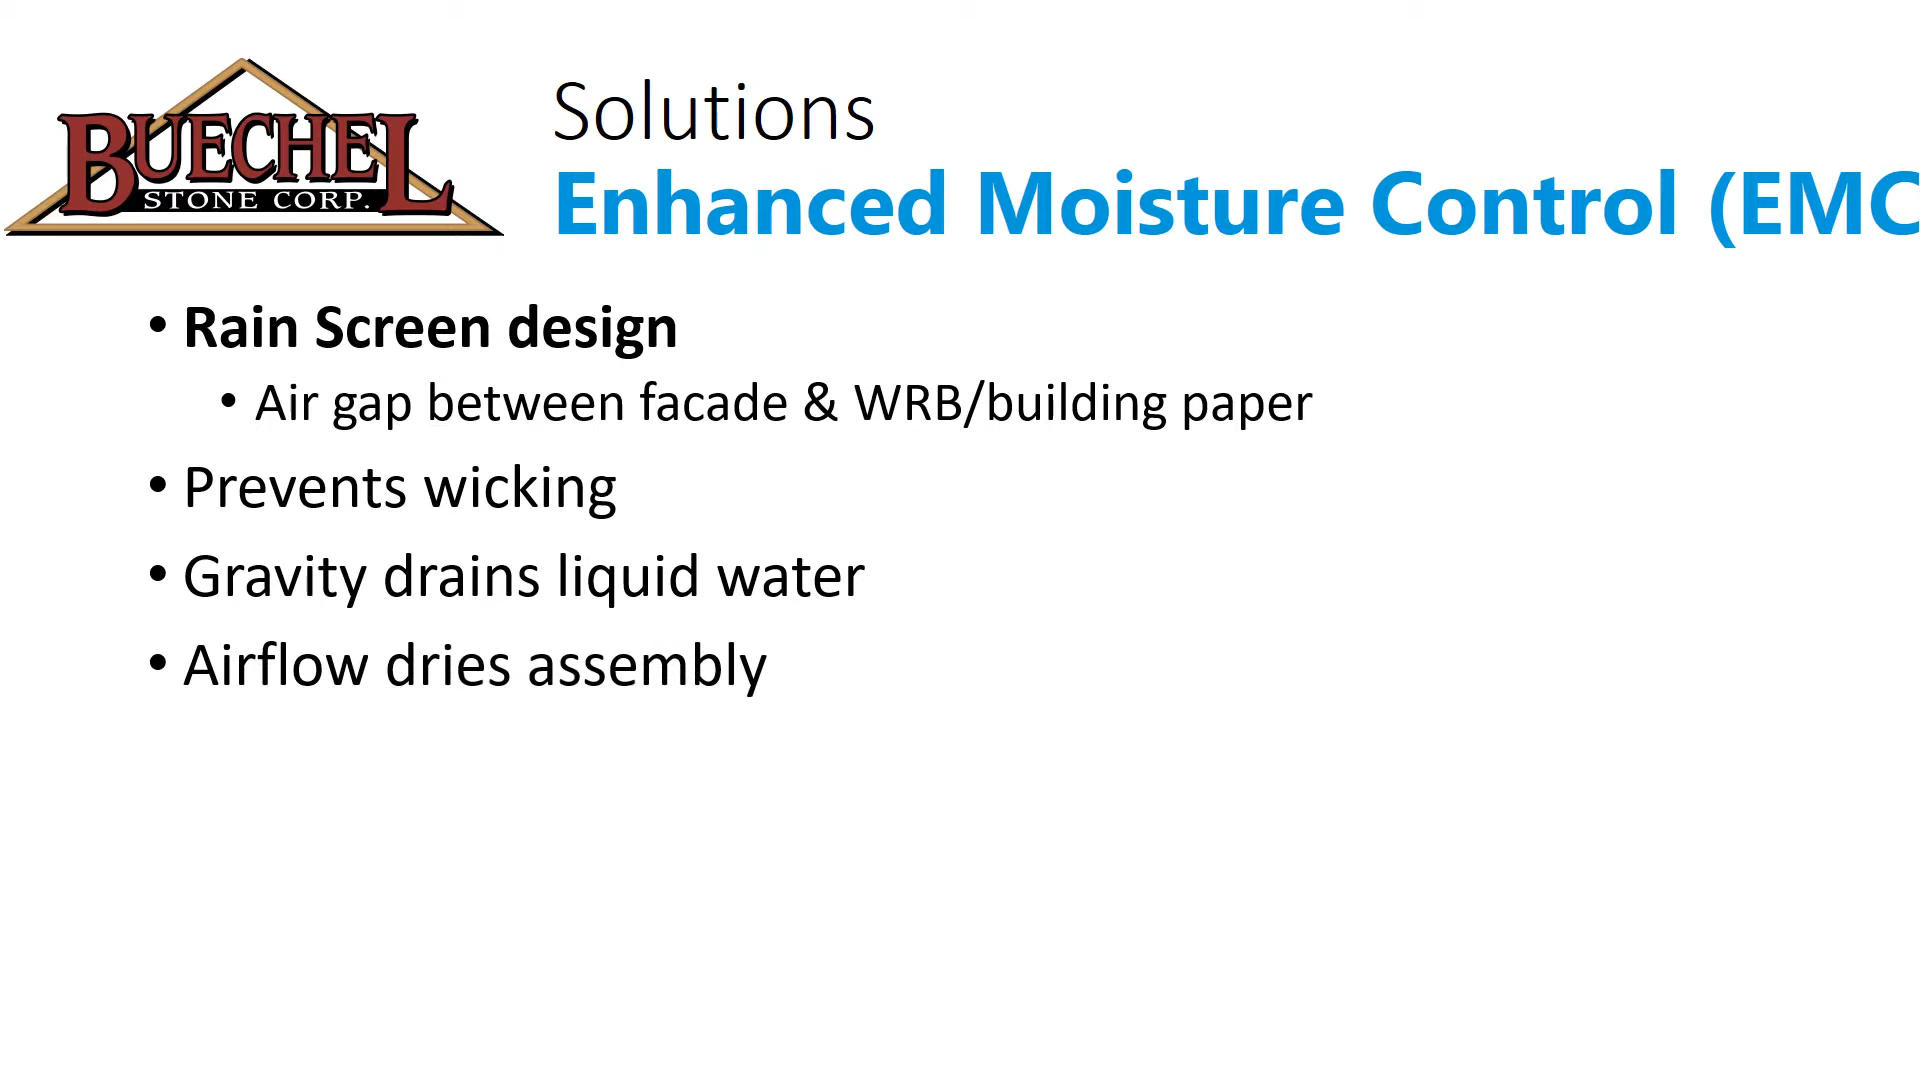 BUECHEL
STONE CORP.
Solutions
Enhanced Moisture Control (EMC
• Rain Screen design
• Air gap between facade & WRB/building paper
• Prevents wicking
• Gravity drains liquid water
• Airflow dries assembly